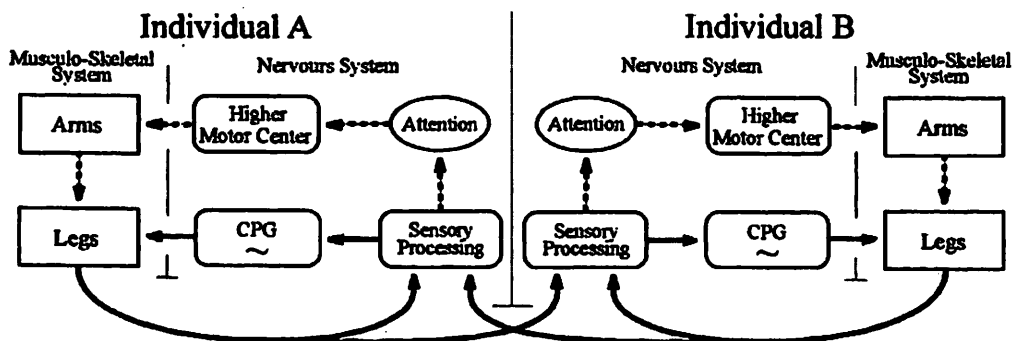 Individual A
Individual B
Musculo-Skeletal
System
Nervours System
Nervours System
Musculo-Skeletal
System
Arms
Higher
Motor Center
Attention
Attention
Higher
Motor Center
Arms
Legs
CPG
~
Sensory
Processing
Sensory
Processing
CPG
~
Legs